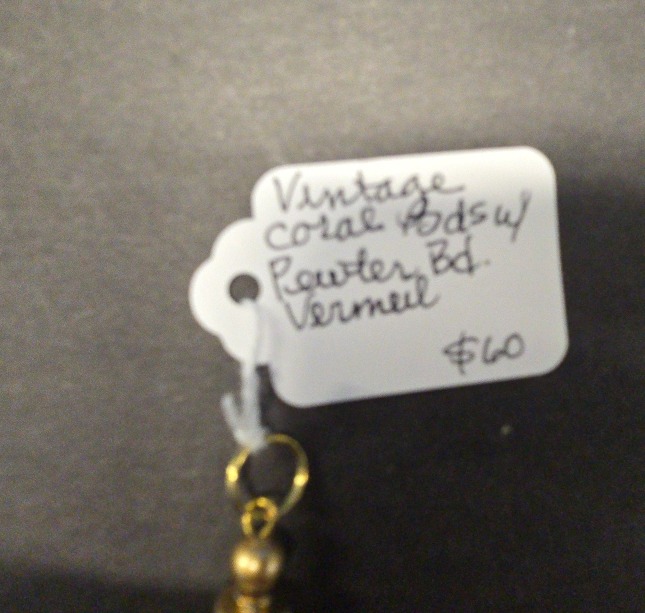 Vintage
coral Bds w/
Pewter Bd.
Vermeil
$60